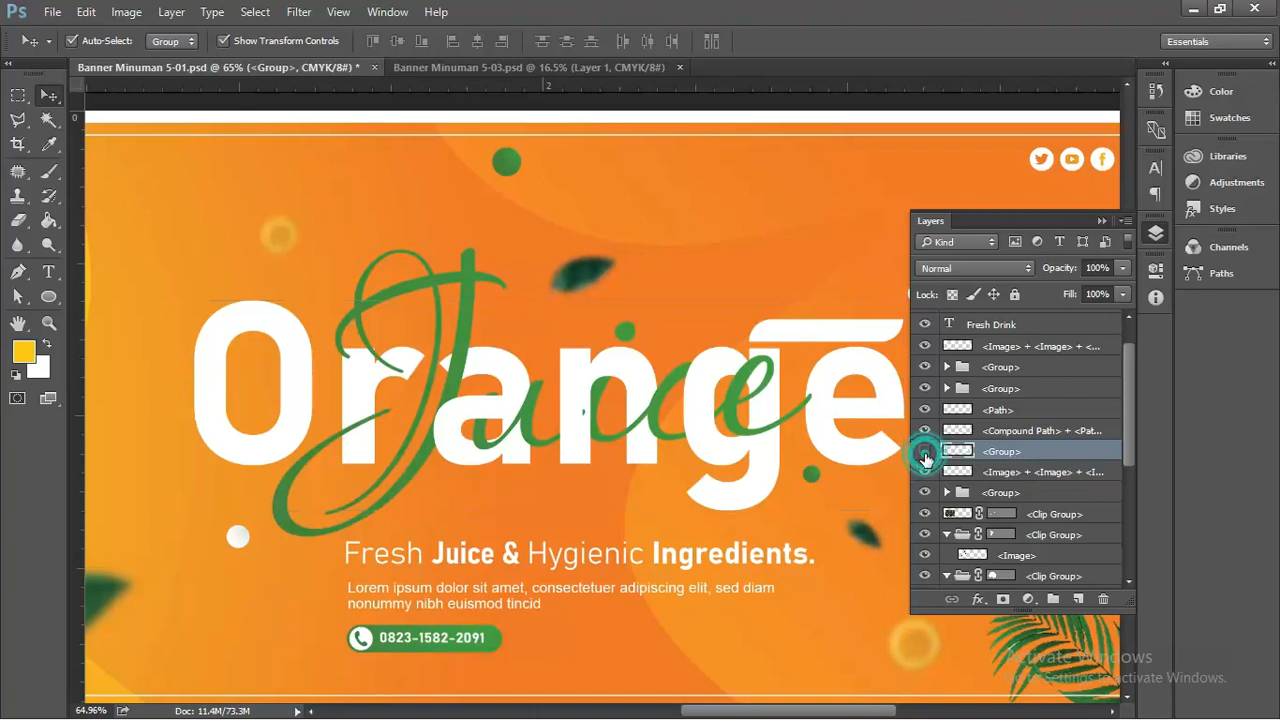 Ps File Edit Image Layer Type Select Filter View Window Help
Auto-Select: Group Show Transform Controls Essentials
Banner Minuman 5-01.psd @ 65% (<Group>, CMYK/8#) * × Banner Minuman 5-03.psd @ 16.5% (Layer 1, CMYK/8#) ×
2
0
Color
Swatches
Libraries
Adjustments
Styles
Channels
Paths
Orange
Juice
Fresh Juice & Hygienic Ingredients.
Lorem ipsum dolor sit amet, consectetuer adipiscing elit, sed diam
nonummy nibh euismod tincid
0823-1582-2091
Layers
Kind
Normal Opacity: 100%
Lock: Fill: 100%
T Fresh Drink
<Image> + <Image> + <...
<Group>
<Group>
<Path>
<Compound Path> + <Pat...
<Group>
<Image> + <Image> + <I...
<Group>
<Clip Group>
<Clip Group>
<Image>
<Clip Group>
fx
Activate Windows
Go to Settings to activate Windows.
64.96% Doc: 11.4M/73.3M